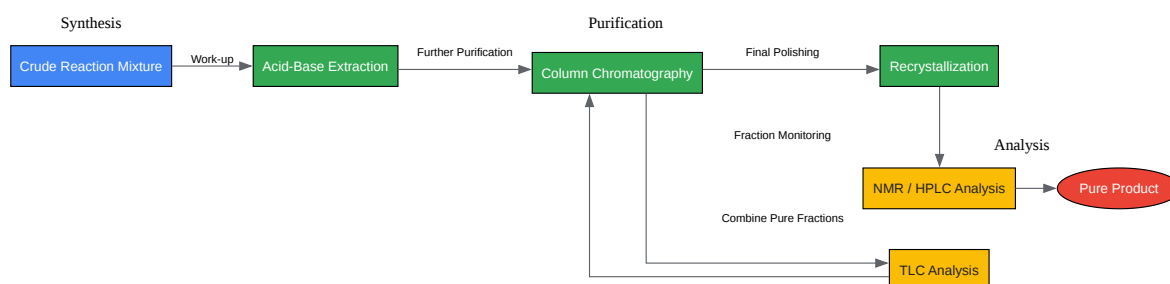 Synthesis
Purification
Crude Reaction Mixture
Work-up
Acid-Base Extraction
Further Purification
Column Chromatography
Final Polishing
Recrystallization
Fraction Monitoring
Analysis
NMR / HPLC Analysis
Pure Product
Combine Pure Fractions
TLC Analysis